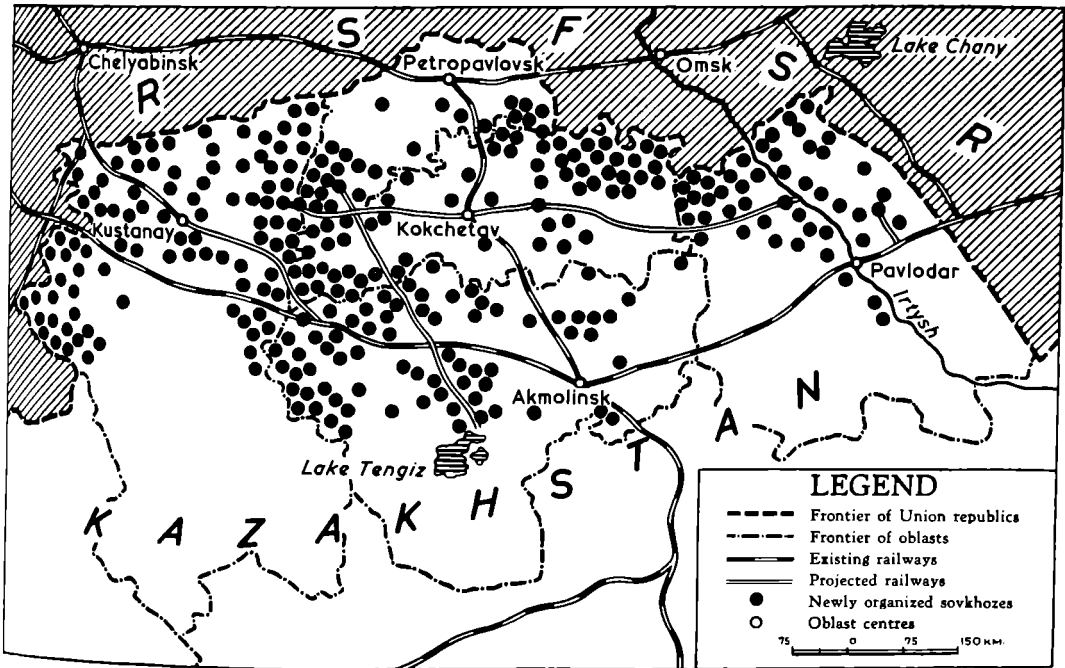 R S F S R
Lake Chany
Chelyabinsk
Petropavlovsk
Omsk
Kustanay
Kokchetav
Pavlodar
Irtysh
Akmolinsk
Lake Tengiz
K A Z A K H S T A N
LEGEND
Frontier of Union republics
Frontier of oblasts
Existing railways
Projected railways
Newly organized sovkhozes
Oblast centres
75 0 75 150 KM.